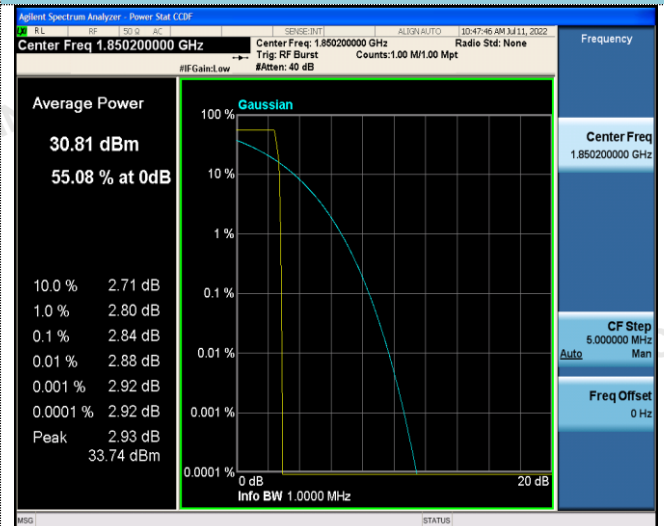 Agilent Spectrum Analyzer - Power Stat CCDF
RL RF 50 Ω AC SENSE:INT ALIGN AUTO 10:47:46 AM Jul 11, 2022
Center Freq 1.850200000 GHz
Center Freq: 1.850200000 GHz Radio Std: None
Trig: RF Burst Counts:1.00 M/1.00 Mpt
#IFGain:Low #Atten: 40 dB
Frequency
Average Power
30.81 dBm
55.08 % at 0dB
10.0 % 2.71 dB
1.0 % 2.80 dB
0.1 % 2.84 dB
0.01 % 2.88 dB
0.001 % 2.92 dB
0.0001 % 2.92 dB
Peak 2.93 dB
33.74 dBm
Gaussian
100 %
10 %
1 %
0.1 %
0.01 %
0.001 %
0.0001 %
0 dB 20 dB
Info BW 1.0000 MHz
Center Freq
1.850200000 GHz
CF Step
5.000000 MHz
Auto Man
Freq Offset
0 Hz
MSG STATUS